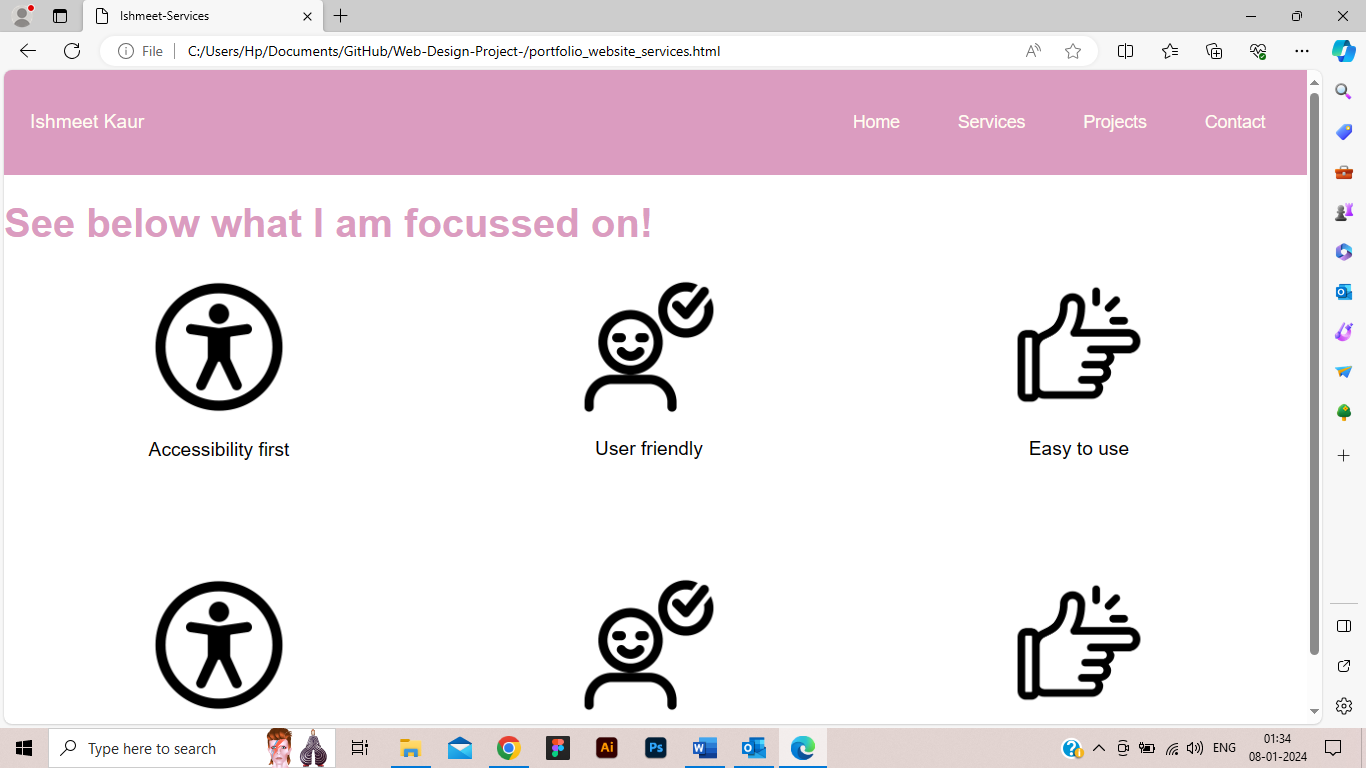 Ishmeet-Services
File
C:/Users/Hp/Documents/GitHub/Web-Design-Project-/portfolio_website_services.html
Ishmeet Kaur
Home Services Projects Contact
See below what I am focussed on!
Accessibility first
User friendly
Easy to use
Type here to search
Ai
Ps
ENG
01:34
08-01-2024